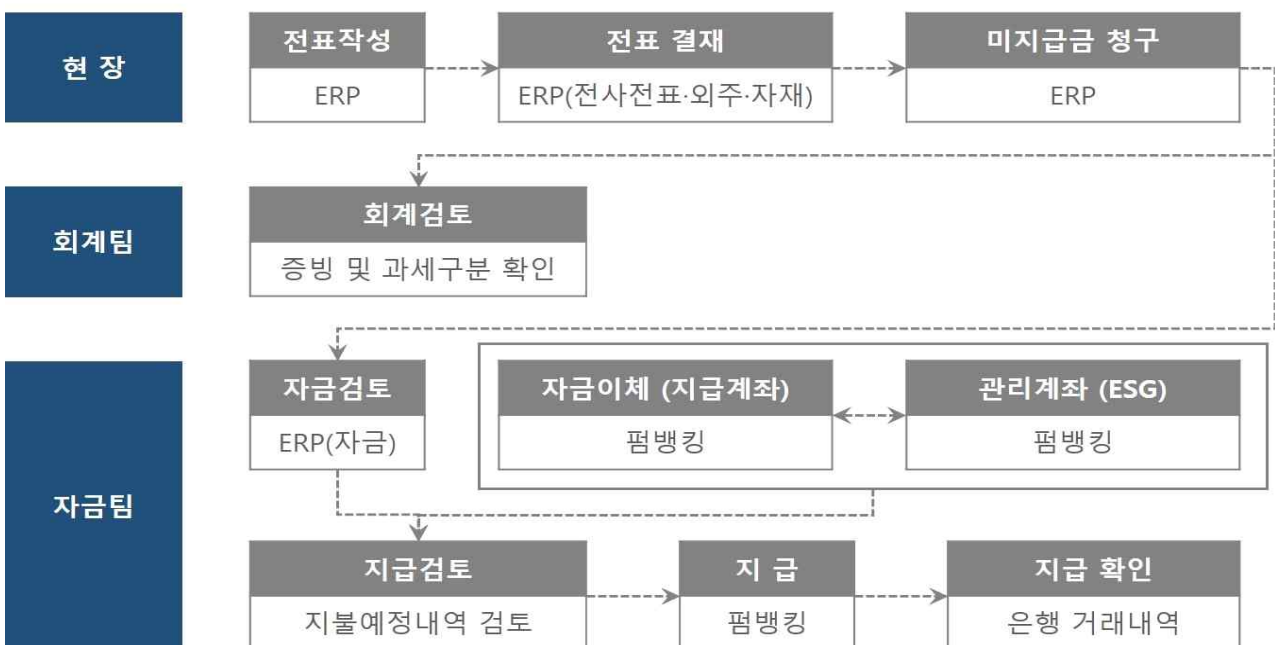 현 장
전표작성
ERP
전표 결재
ERP(전사전표·외주·자재)
미지급금 청구
ERP
회계팀
회계검토
증빙 및 과세구분 확인
자금팀
자금검토
ERP(자금)
자금이체 (지급계좌)
펌뱅킹
관리계좌 (ESG)
펌뱅킹
지급검토
지불예정내역 검토
지 급
펌뱅킹
지급 확인
은행 거래내역